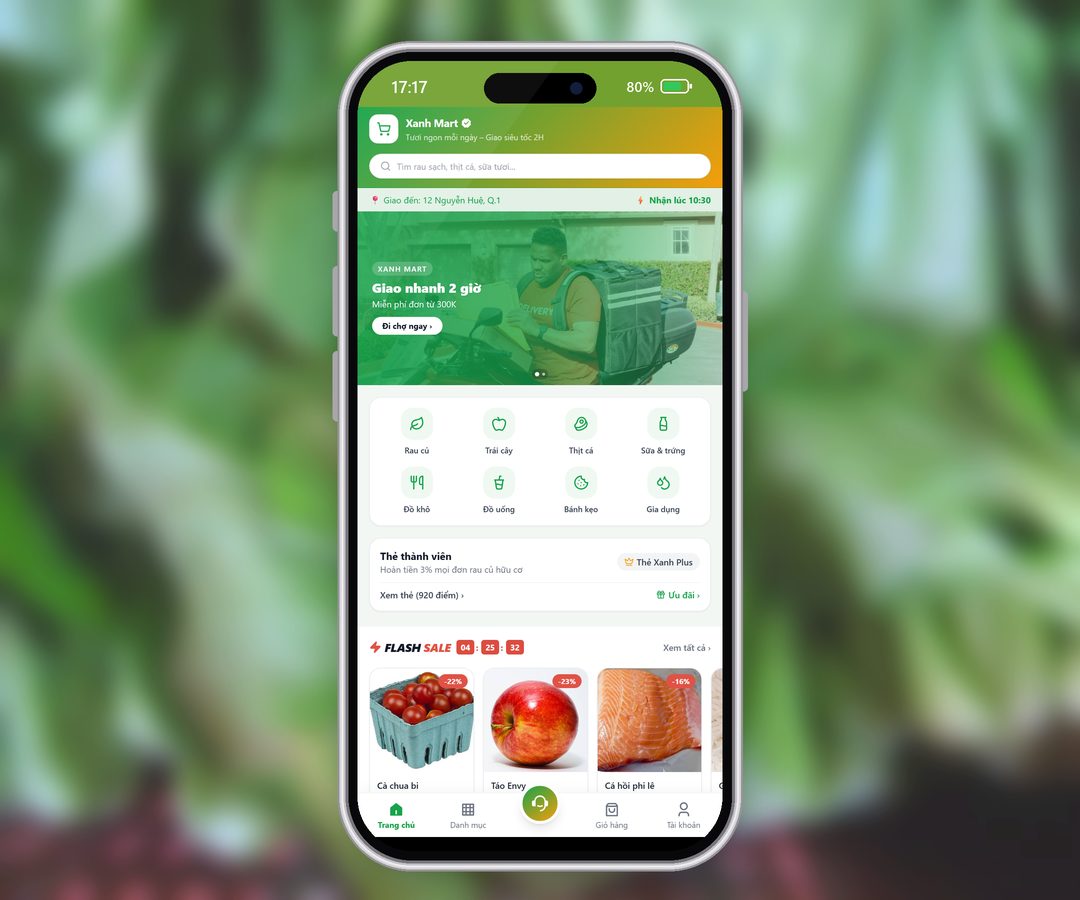 17:17
80%
Xanh Mart
Tươi ngon mỗi ngày – Giao siêu tốc 2H
Tìm rau sạch, thịt cá, sữa tươi...
Giao đến: 12 Nguyễn Huệ, Q.1
Nhận lúc 10:30
XANH MART
Giao nhanh 2 giờ
Miễn phí đơn từ 300K
Đi chợ ngay ›
DELIVERY
Rau củ
Trái cây
Thịt cá
Sữa & trứng
Đồ khô
Đồ uống
Bánh kẹo
Gia dụng
Thẻ thành viên
Hoàn tiền 3% mọi đơn rau củ hữu cơ
Thẻ Xanh Plus
Xem thẻ (920 điểm) ›
Ưu đãi ›
FLASH SALE 04 : 25 : 32
Xem tất cả ›
-22%
-23%
-16%
Cà chua bi
Táo Envy
Cá hồi phi lê
Trang chủ
Danh mục
Giỏ hàng
Tài khoản